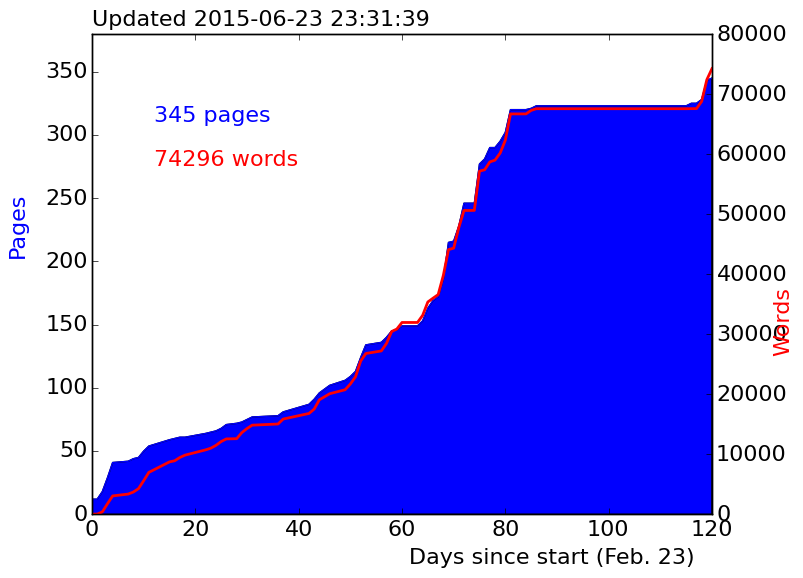 Updated 2015-06-23 23:31:39
345 pages
74296 words
Pages
Words
350
300
250
200
150
100
50
0
80000
70000
60000
50000
40000
30000
20000
10000
0
0 20 40 60 80 100 120
Days since start (Feb. 23)